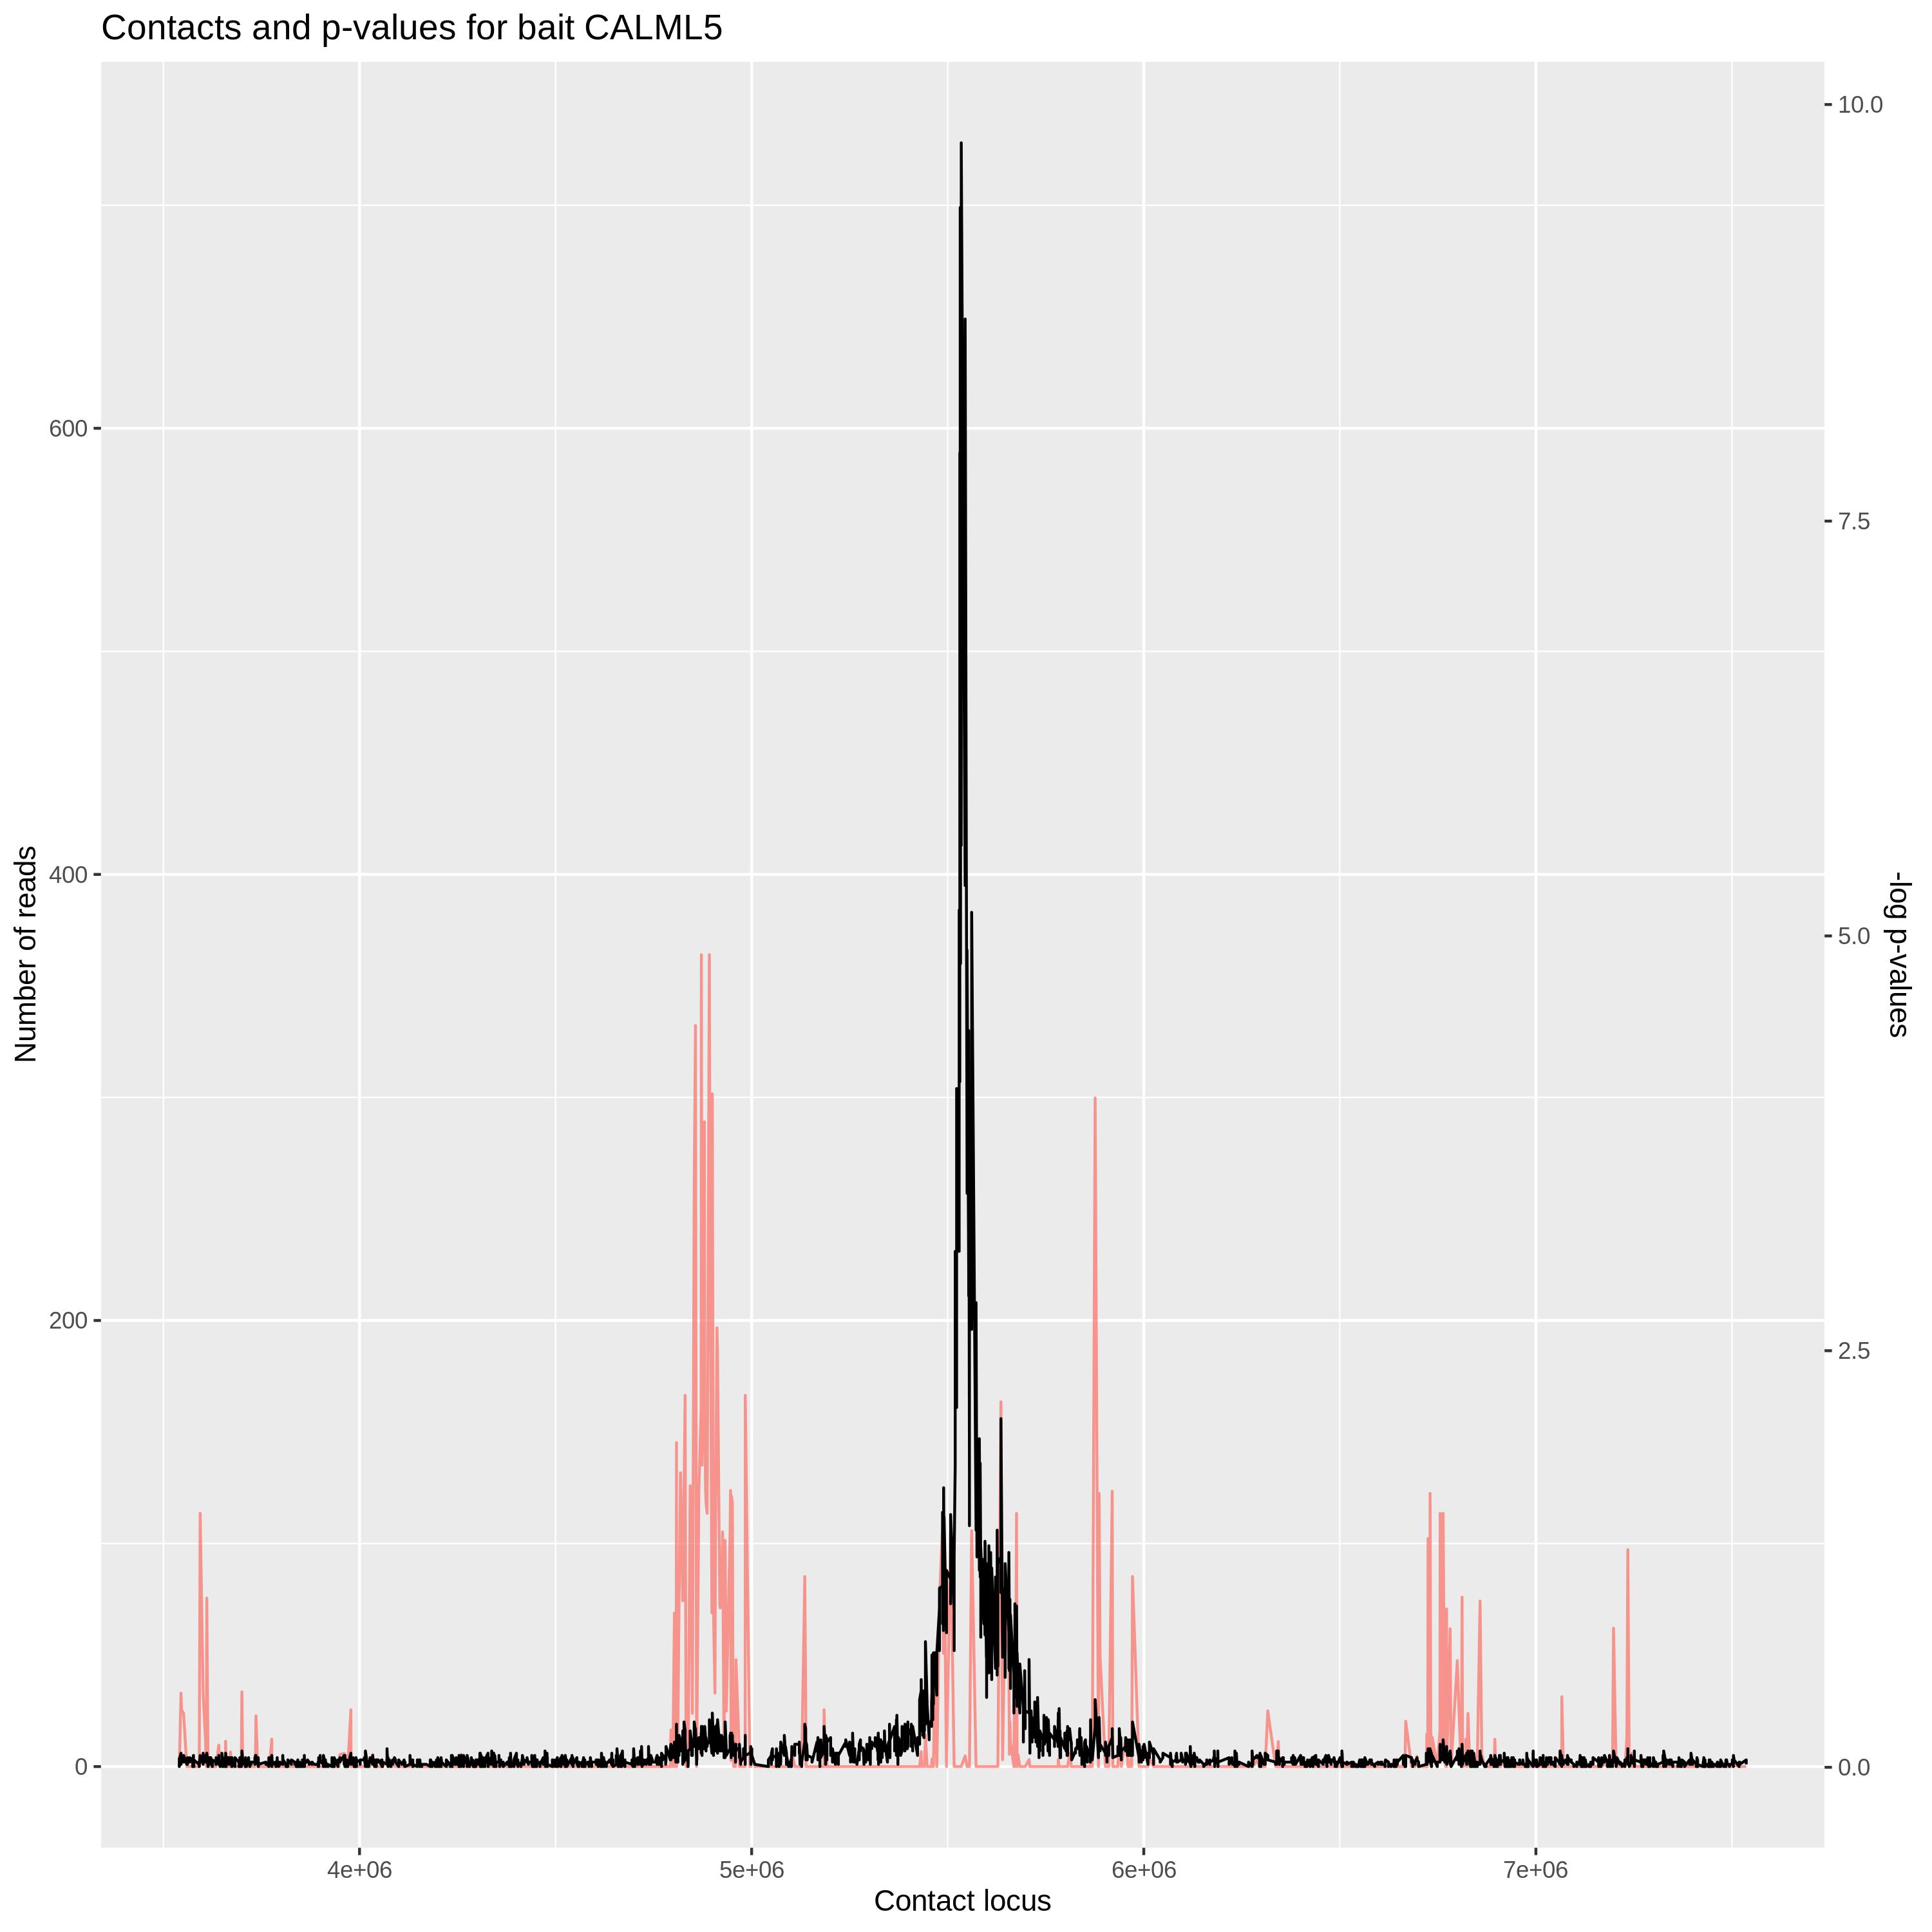 Contacts and p-values for bait CALML5
Number of reads
600
400
200
0
10.0
7.5
5.0
2.5
0.0
-log p-values
4e+06 5e+06 6e+06 7e+06
Contact locus